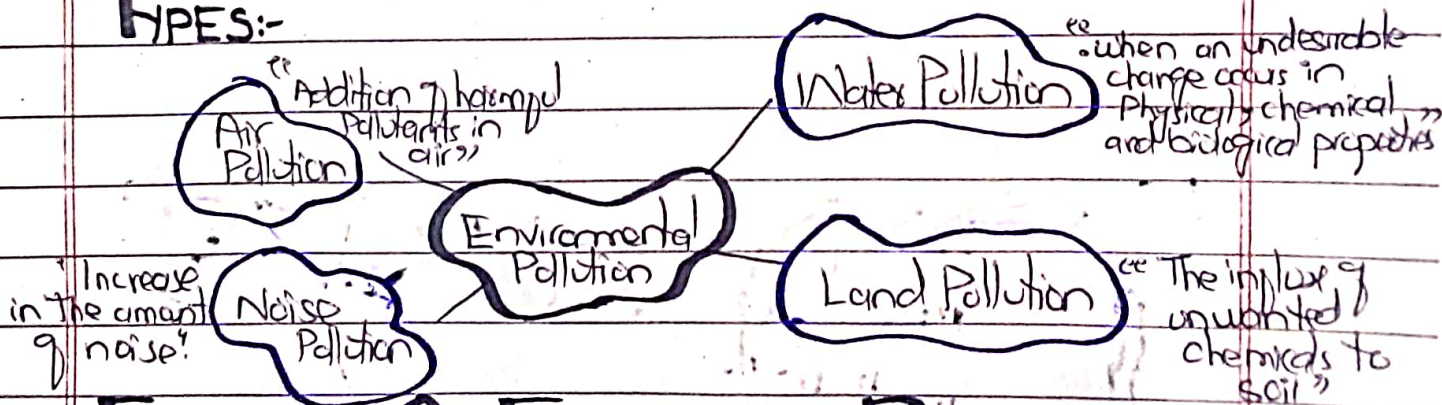 TYPES:-
Air
Pollution
“Addition of harmful
Pollutants in
air”
Water Pollution
“when an undesirable
change occurs in
Physically chemical
and biological properties”
Environmental
Pollution
Noise
Pollution
“Increase
in the amount
of noise”
Land Pollution
“The influx of
unwanted
chemicals to
soil”